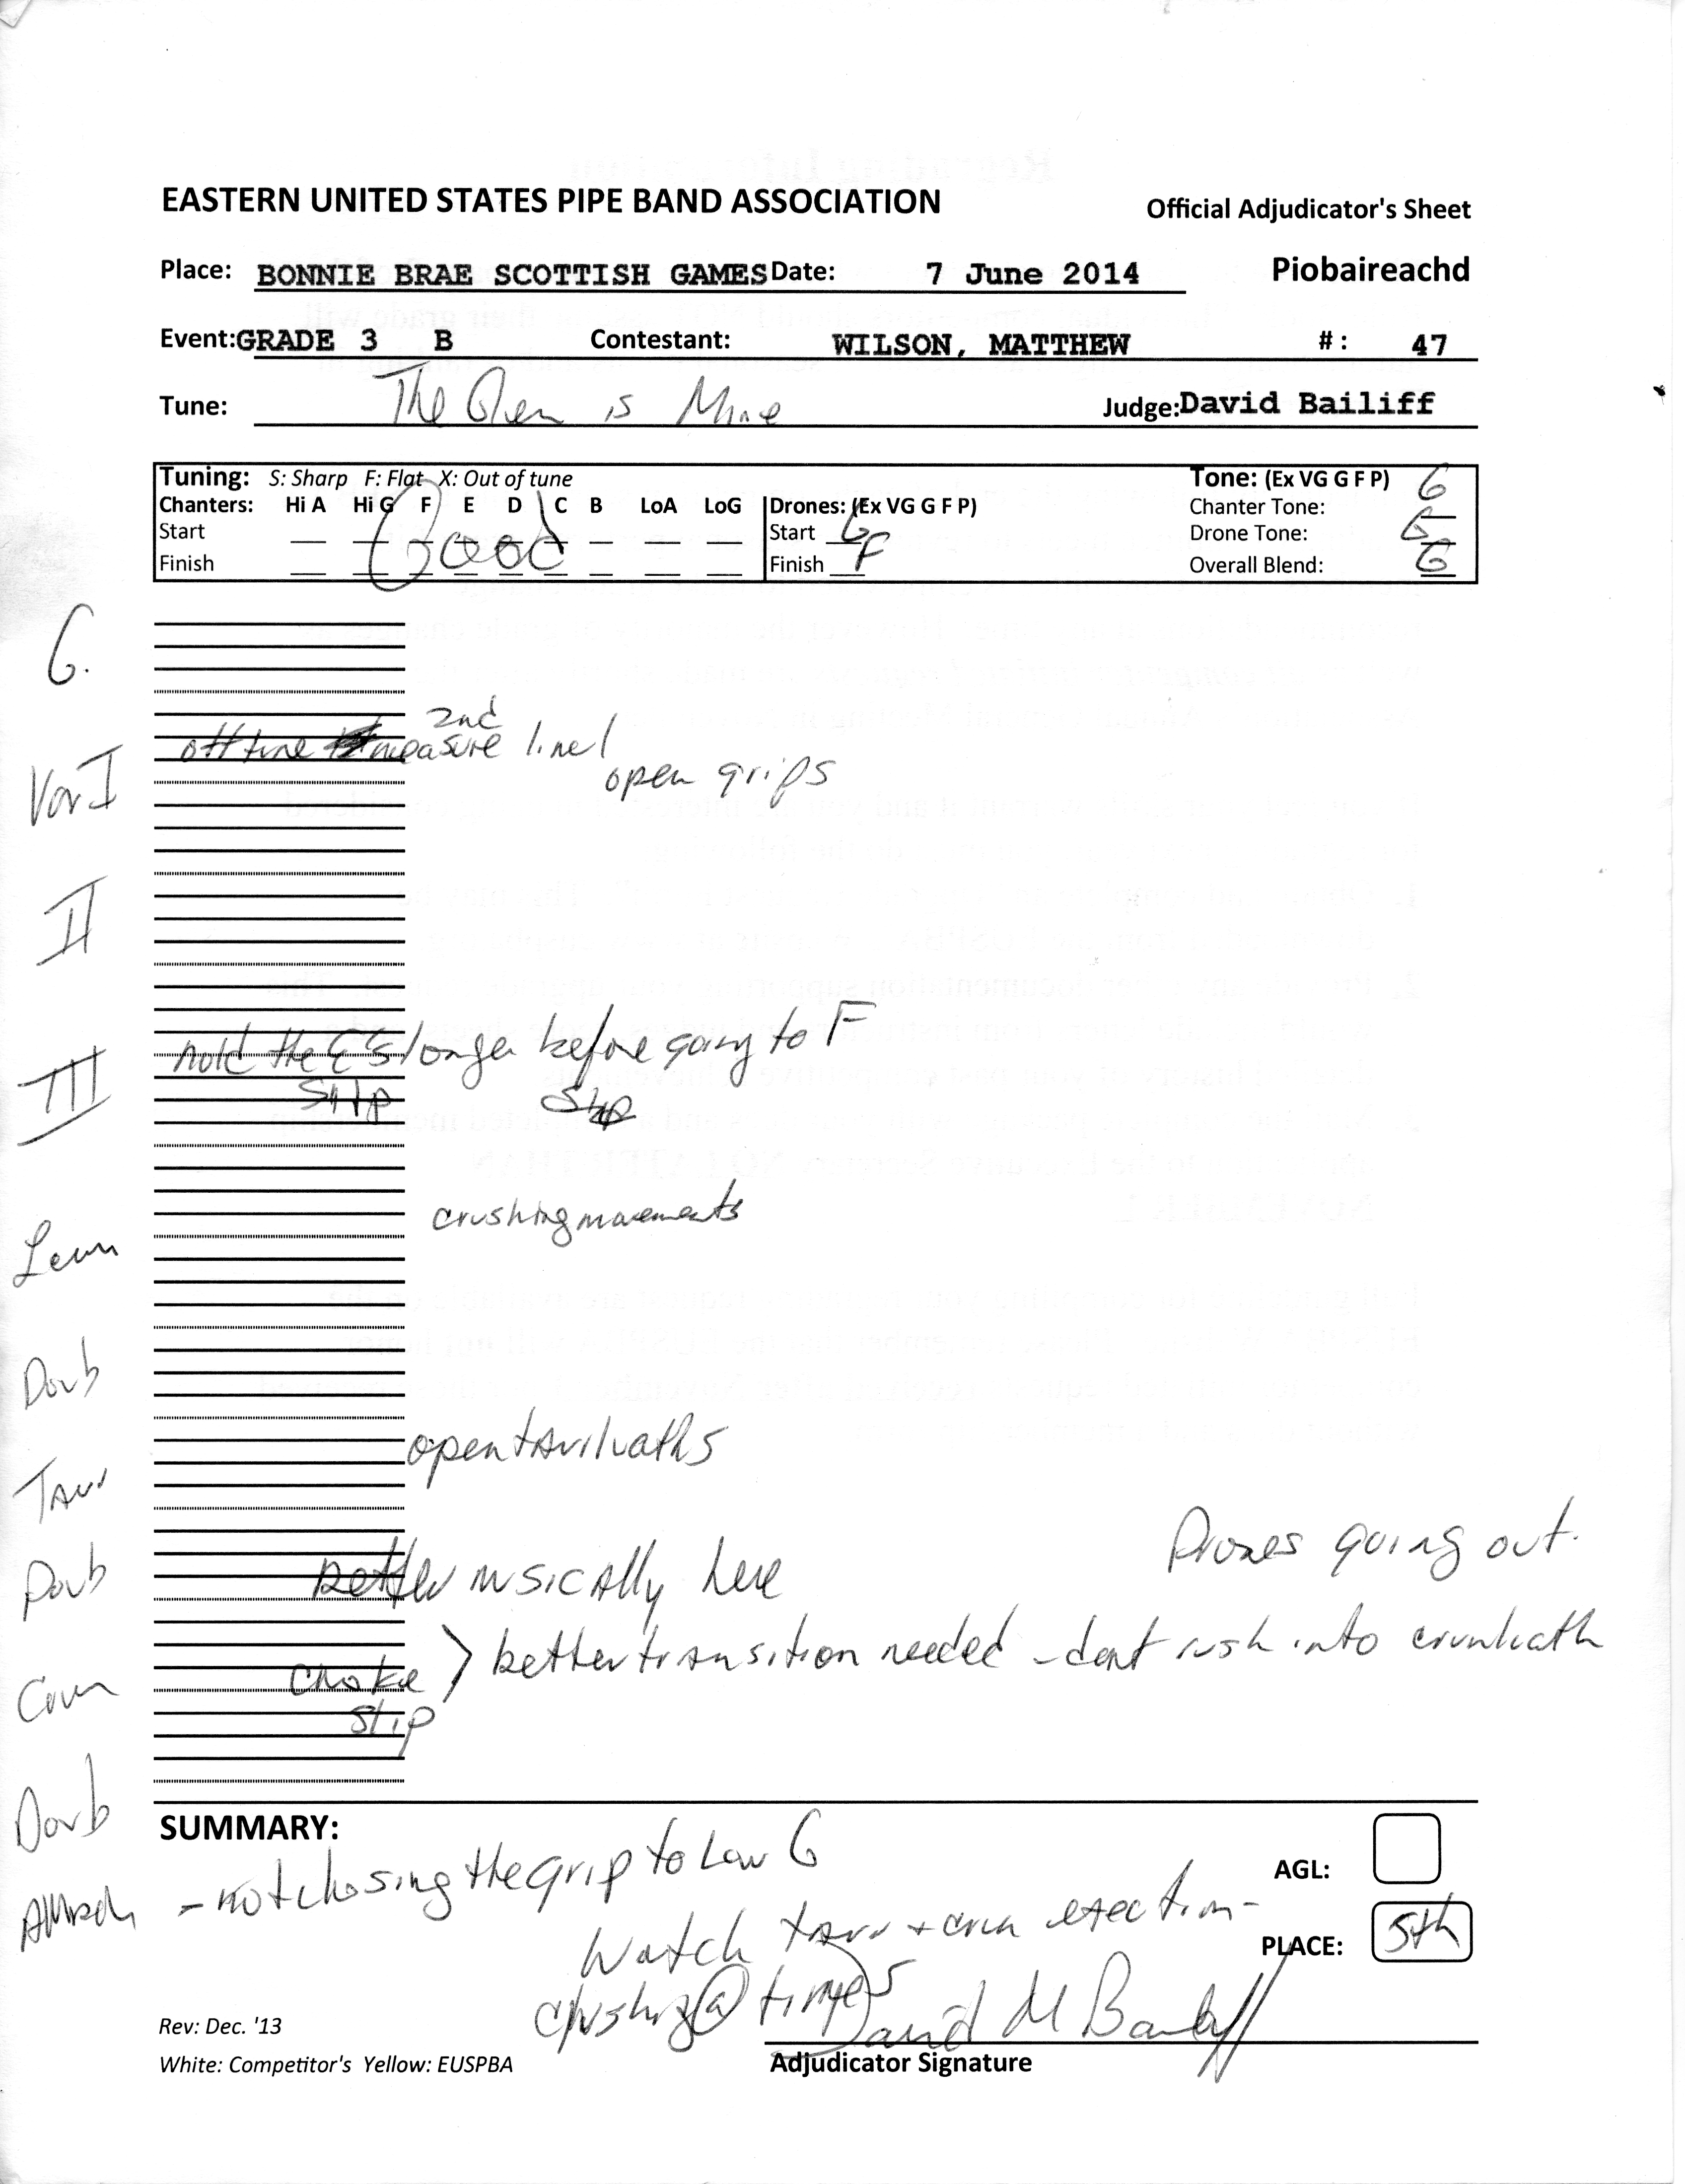 EASTERN UNITED STATES PIPE BAND ASSOCIATION Official Adjudicator's Sheet
Place: BONNIE BRAE SCOTTISH GAMES Date: 7 June 2014 Piobaireachd
Event: GRADE 3 B Contestant: WILSON, MATTHEW #: 47
Tune: The Glen is Mine Judge: David Bailiff
Tuning: S: Sharp F: Flat X: Out of tune Tone: (Ex VG G F P) G
Chanters: Hi A Hi G F E D C B LoA LoG Drones: (Ex VG G F P) Chanter Tone:
Start Good Start G Drone Tone: G
Finish Finish F Overall Blend: G
G.
2nd
Var I off tune measure line 1
open grips
II
III hold the E's longer before going to F
Slip Slip
crushing movements
Lemm
Doub
open taorluaths
Taor
Drones going out.
Doub better musically here
better transition needed - dont rush into crunluath
Crun choke
slip
Doub
SUMMARY:
- not closing the grip to Low G AGL:
Watch taor + crun execution - PLACE: 5th
crushing @ times
David M Bailiff
Rev: Dec. '13
White: Competitor's Yellow: EUSPBA Adjudicator Signature